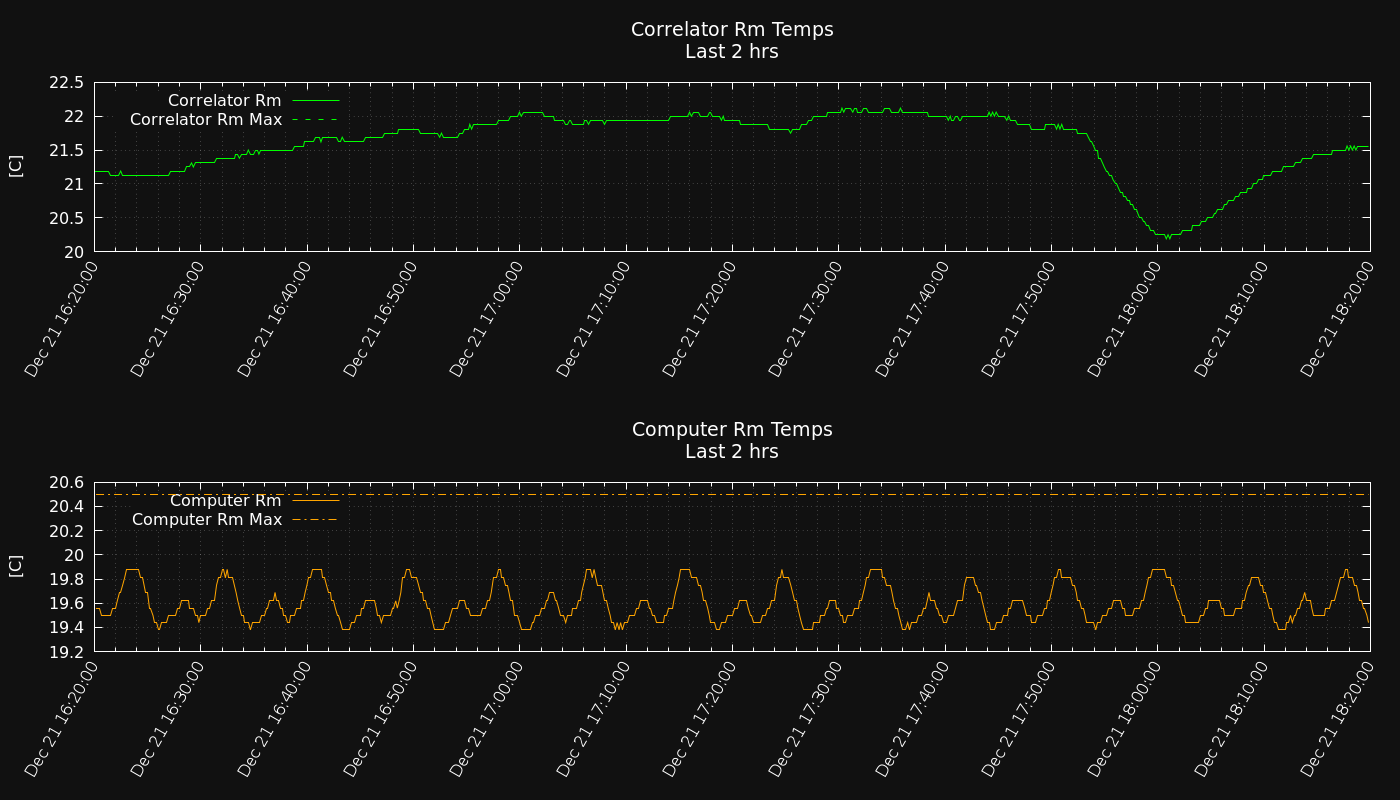 Correlator Rm Temps
Last 2 hrs
22.5
22
21.5
21
20.5
20
[C]
Correlator Rm
Correlator Rm Max
Dec 21 16:20:00
Dec 21 16:30:00
Dec 21 16:40:00
Dec 21 16:50:00
Dec 21 17:00:00
Dec 21 17:10:00
Dec 21 17:20:00
Dec 21 17:30:00
Dec 21 17:40:00
Dec 21 17:50:00
Dec 21 18:00:00
Dec 21 18:10:00
Dec 21 18:20:00
Computer Rm Temps
Last 2 hrs
20.6
20.4
20.2
20
19.8
19.6
19.4
19.2
[C]
Computer Rm
Computer Rm Max
Dec 21 16:20:00
Dec 21 16:30:00
Dec 21 16:40:00
Dec 21 16:50:00
Dec 21 17:00:00
Dec 21 17:10:00
Dec 21 17:20:00
Dec 21 17:30:00
Dec 21 17:40:00
Dec 21 17:50:00
Dec 21 18:00:00
Dec 21 18:10:00
Dec 21 18:20:00